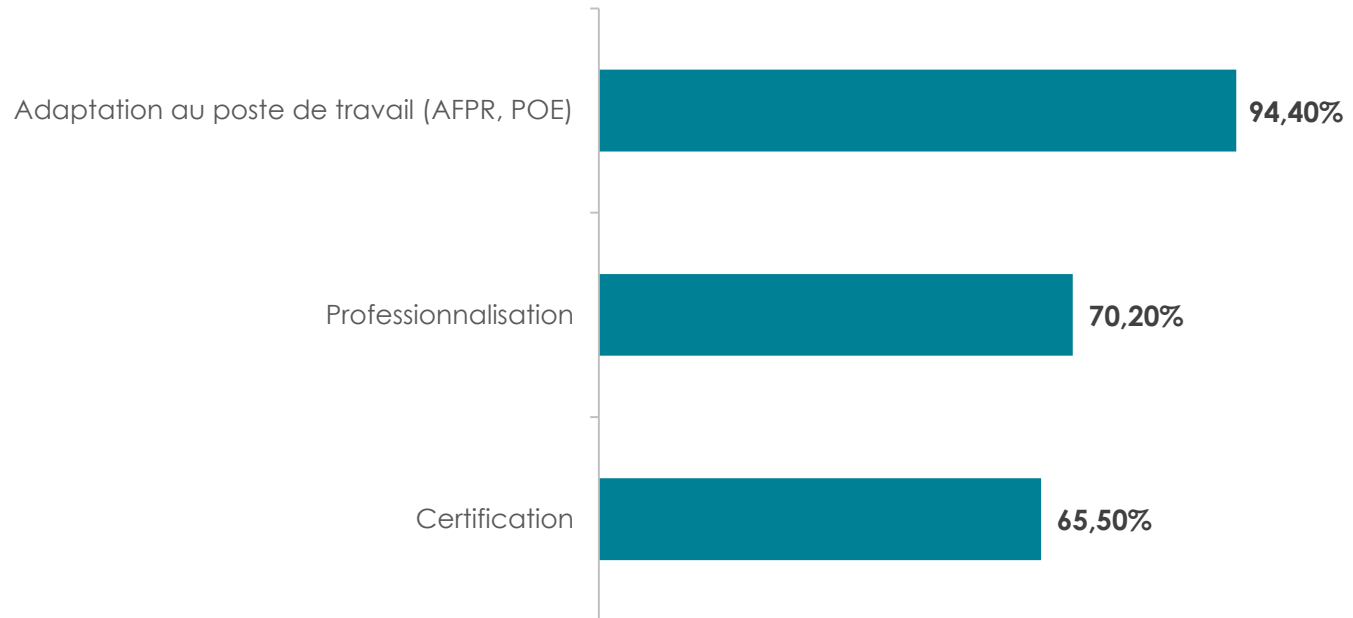 Adaptation au poste de travail (AFPR, POE)
94,40%
Professionnalisation
70,20%
Certification
65,50%